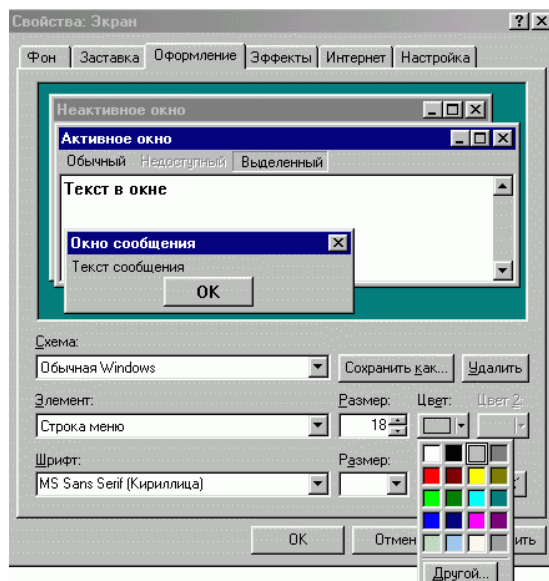 Свойства: Экран
Фон Заставка Оформление Эффекты Интернет Настройка
Неактивное окно
Активное окно
Обычный Недоступный Выделенный
Текст в окне
Окно сообщения
Текст сообщения
OK
Схема:
Обычная Windows Сохранить как... Удалить
Элемент: Размер: Цвет: Цвет 2:
Строка меню 18
Шрифт: Размер:
MS Sans Serif (Кириллица)
OK Отмен ить
Другой...